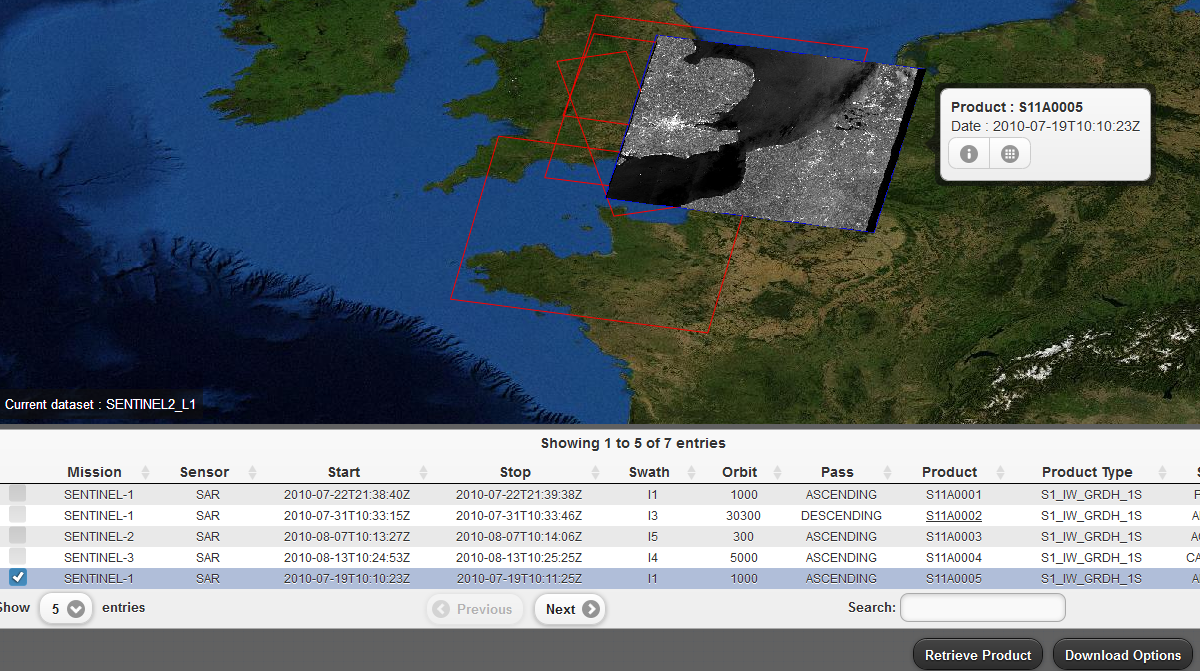 Product : S11A0005
Date : 2010-07-19T10:10:23Z
Current dataset : SENTINEL2_L1
Showing 1 to 5 of 7 entries
Mission Sensor Start Stop Swath Orbit Pass Product Product Type S
SENTINEL-1 SAR 2010-07-22T21:38:40Z 2010-07-22T21:39:38Z I1 1000 ASCENDING S11A0001 S1_IW_GRDH_1S
SENTINEL-1 SAR 2010-07-31T10:33:15Z 2010-07-31T10:33:46Z I3 30300 DESCENDING S11A0002 S1_IW_GRDH_1S
SENTINEL-2 SAR 2010-08-07T10:13:27Z 2010-08-07T10:14:06Z I5 300 ASCENDING S11A0003 S1_IW_GRDH_1S
SENTINEL-3 SAR 2010-08-13T10:24:53Z 2010-08-13T10:25:25Z I4 5000 ASCENDING S11A0004 S1_IW_GRDH_1S CA
SENTINEL-1 SAR 2010-07-19T10:10:23Z 2010-07-19T10:11:25Z I1 1000 ASCENDING S11A0005 S1_IW_GRDH_1S
Show 5 entries Previous Next Search:
Retrieve Product Download Options